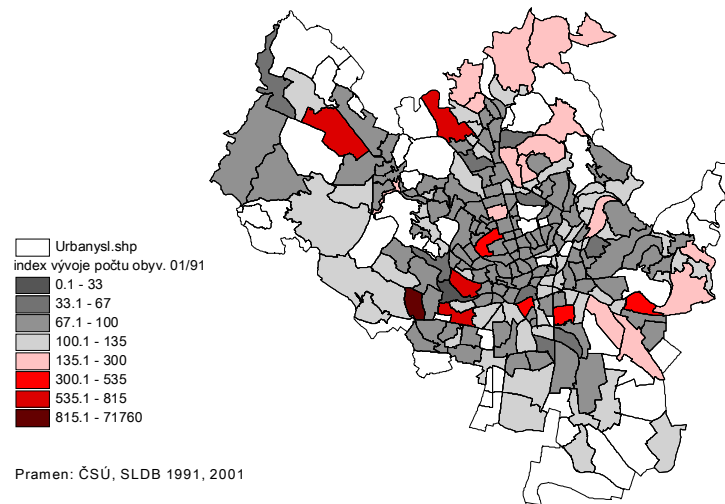 Urbanysl.shp
index vývoje počtu obyv. 01/91
0.1 - 33
33.1 - 67
67.1 - 100
100.1 - 135
135.1 - 300
300.1 - 535
535.1 - 815
815.1 - 71760
Pramen: ČSÚ, SLDB 1991, 2001